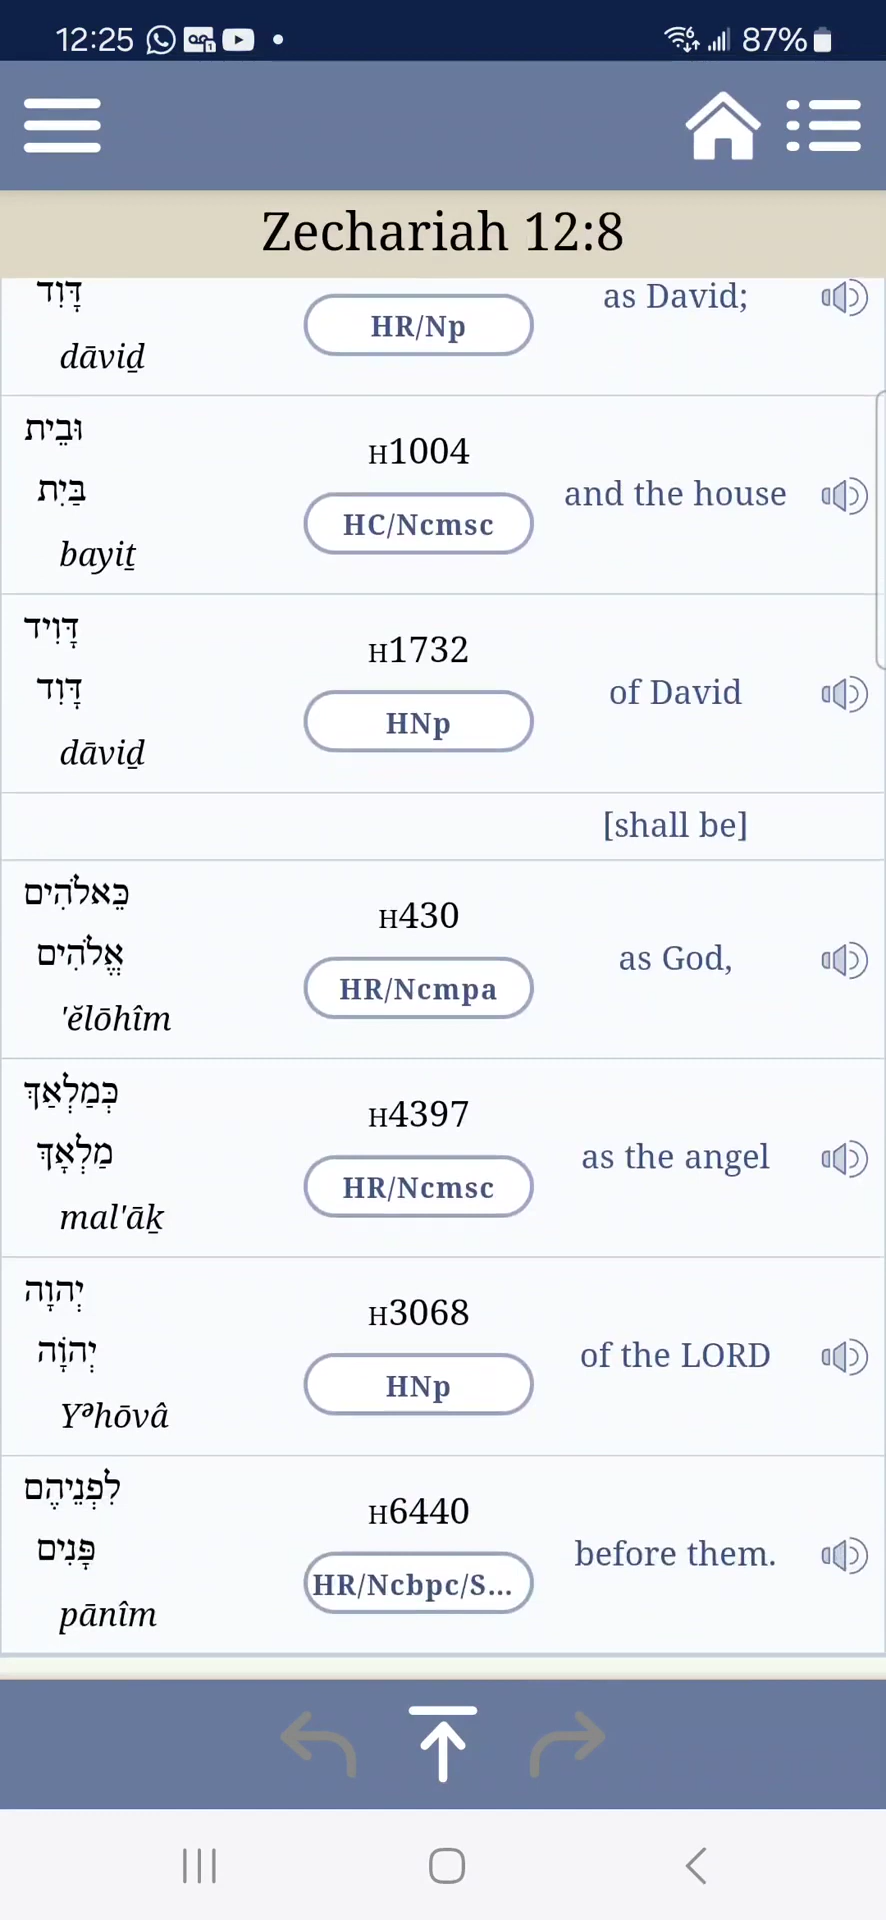 12:25 87%
Zechariah 12:8
דָּוִד
HR/Np
as David;
dāviḏ
וּבֵית
H1004
בַּיִת
and the house
HC/Ncmsc
bayiṯ
דָּוִיד
H1732
דָּוִד
of David
HNp
dāviḏ
[shall be]
כֵּאלֹהִים
H430
אֱלֹהִים
as God,
HR/Ncmpa
'ĕlōhîm
כְּמַלְאַךְ
H4397
מַלְאָךְ
as the angel
HR/Ncmsc
mal'āḵ
יְהוָה
H3068
יְהוָֹה
of the LORD
HNp
Yᵊhōvâ
לִפְנֵיהֶם
H6440
פָּנִים
before them.
HR/Ncbpc/S...
pānîm